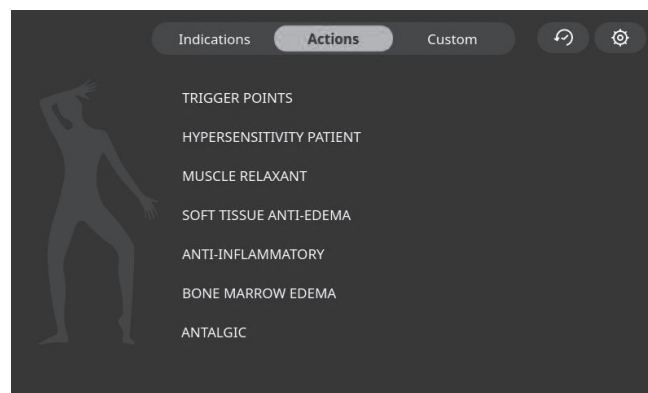 Indications Actions Custom
TRIGGER POINTS
HYPERSENSITIVITY PATIENT
MUSCLE RELAXANT
SOFT TISSUE ANTI-EDEMA
ANTI-INFLAMMATORY
BONE MARROW EDEMA
ANTALGIC